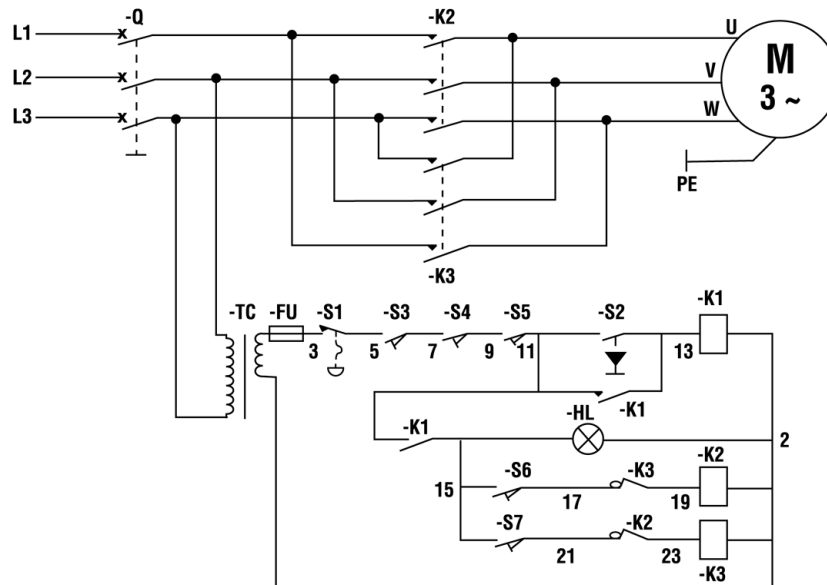 -Q -K2 U
L1
L2 V M
3 ~
L3 W
PE
-K3
-TC -FU -S1 -S3 -S4 -S5 -S2 -K1
3 5 7 9 11 13
-K1
-HL
-K1 2
-S6 -K3 -K2
15 17 19
-S7 -K2
21 23
-K3